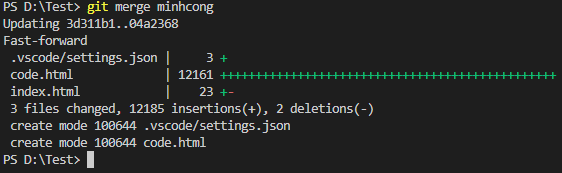 PS D:\Test> git merge minhcong
Updating 3d311b1..04a2368
Fast-forward
 .vscode/settings.json |     3 +
 code.html             | 12161 ++++++++++++++++++++++++++++++++++++++++++++++++
 index.html            |    23 +-
 3 files changed, 12185 insertions(+), 2 deletions(-)
 create mode 100644 .vscode/settings.json
 create mode 100644 code.html
PS D:\Test>